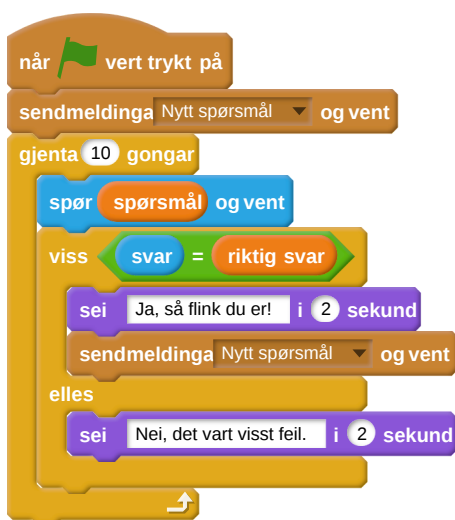 når vert trykt på
sendmeldinga Nytt spørsmål og vent
gjenta 10 gongar
spør spørsmål og vent
viss svar = riktig svar
sei Ja, så flink du er! i 2 sekund
sendmeldinga Nytt spørsmål og vent
elles
sei Nei, det vart visst feil. i 2 sekund